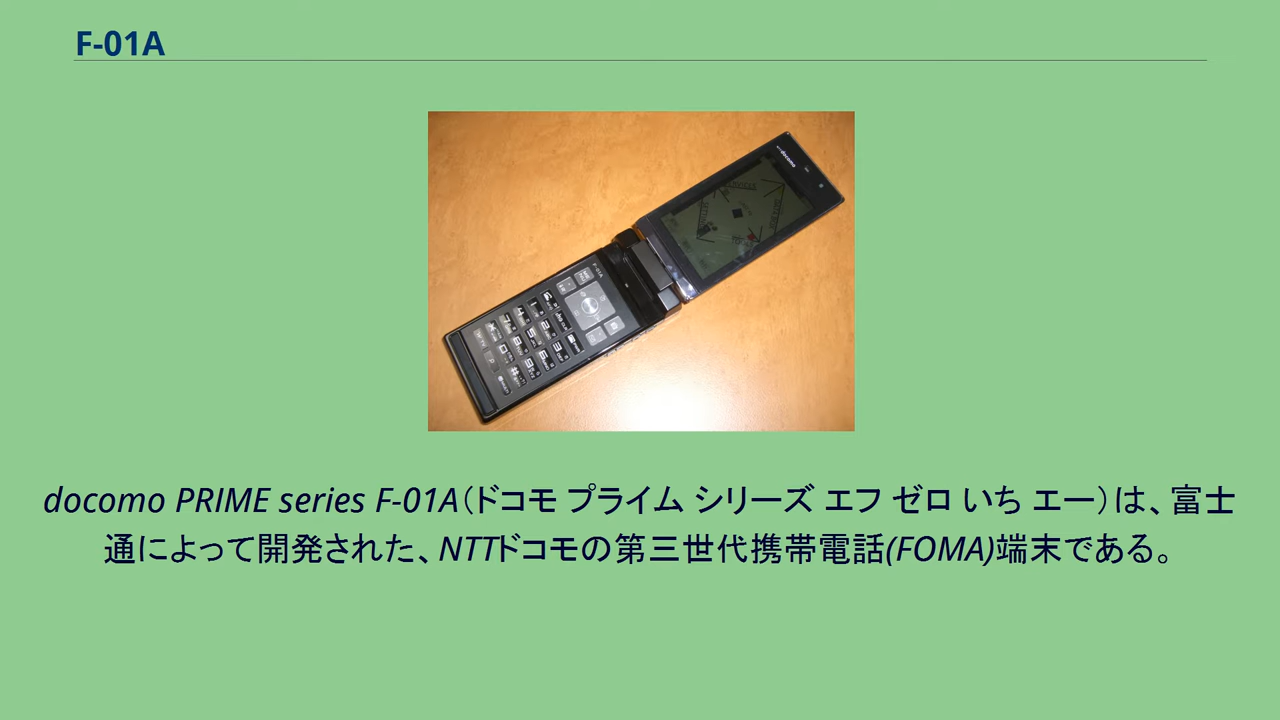 F-01A
docomo
F-01A
docomo PRIME series F-01A（ドコモ プライム シリーズ エフ ゼロ いち エー）は、富士
通によって開発された、NTTドコモの第三世代携帯電話(FOMA)端末である。